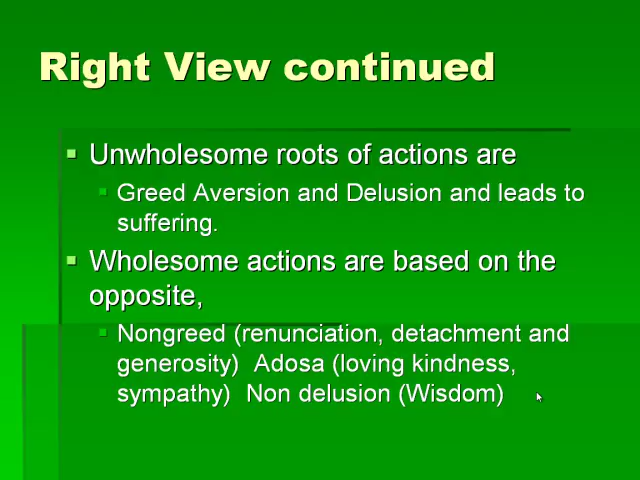 Right View continued
Unwholesome roots of actions are
Greed Aversion and Delusion and leads to
suffering.
Wholesome actions are based on the
opposite,
Nongreed (renunciation, detachment and
generosity)  Adosa (loving kindness,
sympathy)  Non delusion (Wisdom)